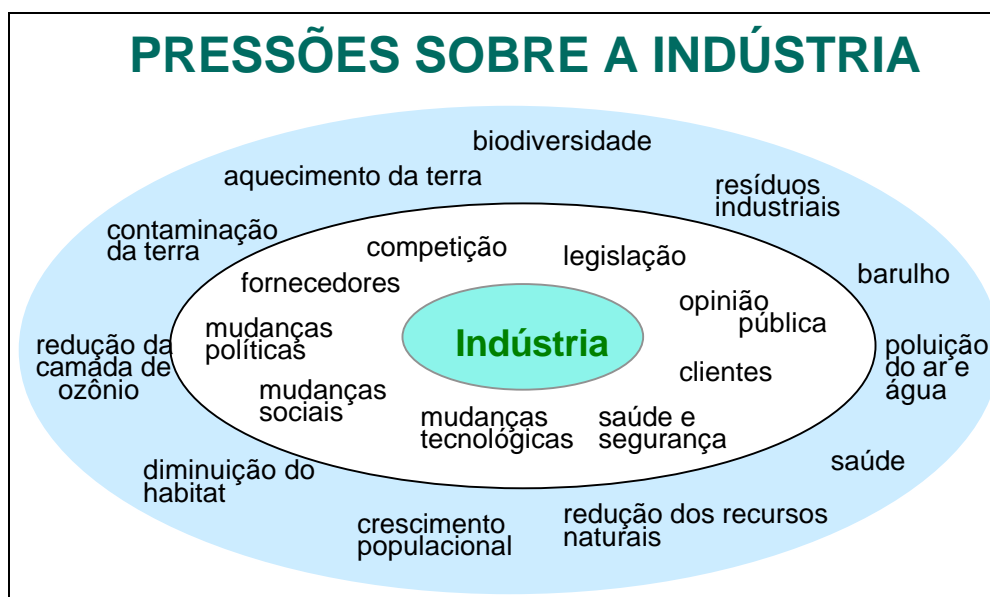 PRESSÕES SOBRE A INDÚSTRIA
biodiversidade
aquecimento da terra
resíduos
industriais
contaminação
da terra
competição
legislação
fornecedores
barulho
opinião
pública
mudanças
políticas
Indústria
redução da
camada de
ozônio
poluição
do ar e
água
clientes
mudanças
sociais
mudanças
tecnológicas
saúde e
segurança
saúde
diminuição do
habitat
crescimento
populacional
redução dos recursos
naturais